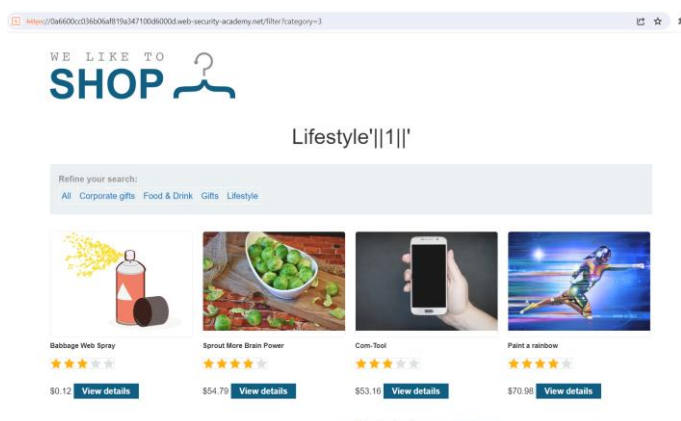 https://0a6600cc036b06af819a347100d6000d.web-security-academy.net/filter?category=3
WE LIKE TO
SHOP
Lifestyle'||1||'
Refine your search:
All Corporate gifts Food & Drink Gifts Lifestyle
Babbage Web Spray Sprout More Brain Power Com-Tool Paint a rainbow
$0.12 View details $54.79 View details $53.16 View details $70.98 View details